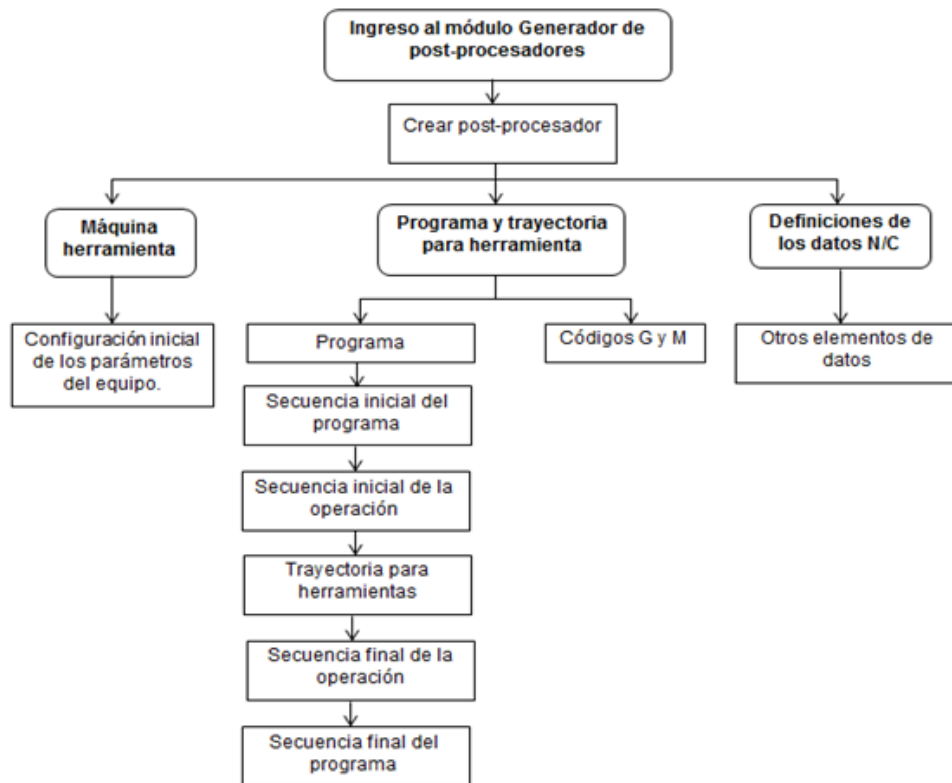 Ingreso al módulo Generador de
post-procesadores
Crear post-procesador
Máquina
herramienta
Programa y trayectoria
para herramienta
Definiciones de
los datos N/C
Configuración inicial
de los parámetros
del equipo.
Programa
Códigos G y M
Otros elementos de
datos
Secuencia inicial del
programa
Secuencia inicial de la
operación
Trayectoria para
herramientas
Secuencia final de la
operación
Secuencia final del
programa